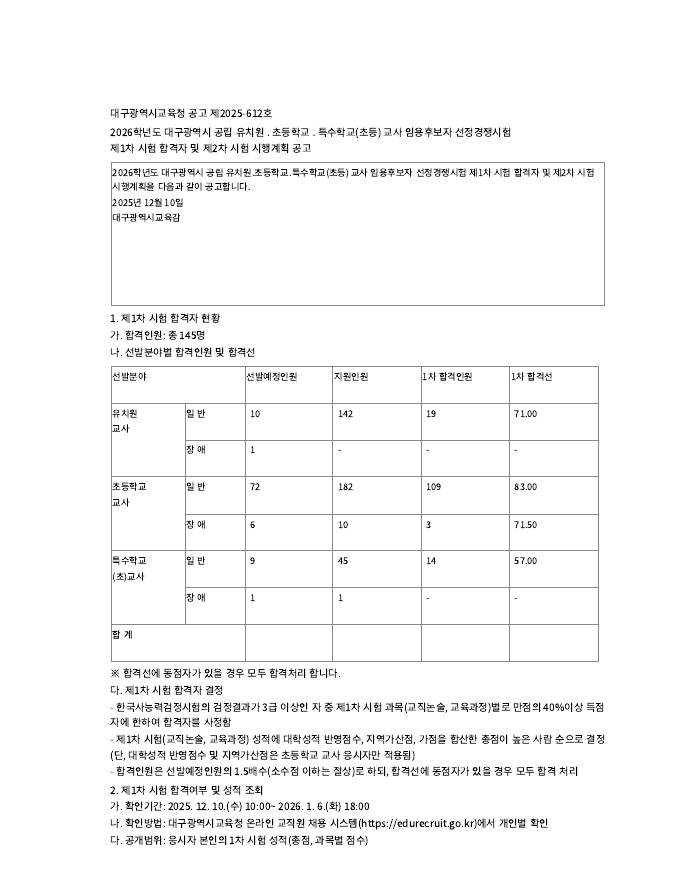 대구광역시교육청 공고 제2025-612호
2026학년도 대구광역시 공립 유치원 . 초등학교 . 특수학교(초등) 교사 임용후보자 선정경쟁시험
제1차 시험 합격자 및 제2차 시험 시행계획 공고
2026학년도 대구광역시 공립 유치원.초등학교.특수학교(초등) 교사 임용후보자 선정경쟁시험 제1차 시험 합격자 및 제2차 시험
시행계획을 다음과 같이 공고합니다.
2025년 12월 10일
대구광역시교육감
1. 제1차 시험 합격자 현황
가. 합격인원: 총 145명
나. 선발분야별 합격인원 및 합격선
선발분야 선발예정인원 지원인원 1차 합격인원 1차 합격선
유치원 일 반 10 142 19 71.00
교사
장 애 1 - - -
초등학교 일 반 72 182 109 83.00
교사
장 애 6 10 3 71.50
특수학교 일 반 9 45 14 57.00
(초)교사
장 애 1 1 - -
합 계
※ 합격선에 동점자가 있을 경우 모두 합격처리 합니다.
다. 제1차 시험 합격자 결정
- 한국사능력검정시험의 검정결과가 3급 이상인 자 중 제1차 시험 과목(교직논술, 교육과정)별로 만점의 40%이상 득점
자에 한하여 합격자를 사정함
- 제1차 시험(교직논술, 교육과정) 성적에 대학성적 반영점수, 지역가산점, 가점을 합산한 총점이 높은 사람 순으로 결정
(단, 대학성적 반영점수 및 지역가산점은 초등학교 교사 응시자만 적용됨)
- 합격인원은 선발예정인원의 1.5배수(소수점 이하는 절상)로 하되, 합격선에 동점자가 있을 경우 모두 합격 처리
2. 제1차 시험 합격여부 및 성적 조회
가. 확인기간: 2025. 12. 10.(수) 10:00~ 2026. 1. 6.(화) 18:00
나. 확인방법: 대구광역시교육청 온라인 교직원 채용 시스템(https://edurecruit.go.kr)에서 개인별 확인
다. 공개범위: 응시자 본인의 1차 시험 성적(총점, 과목별 점수)